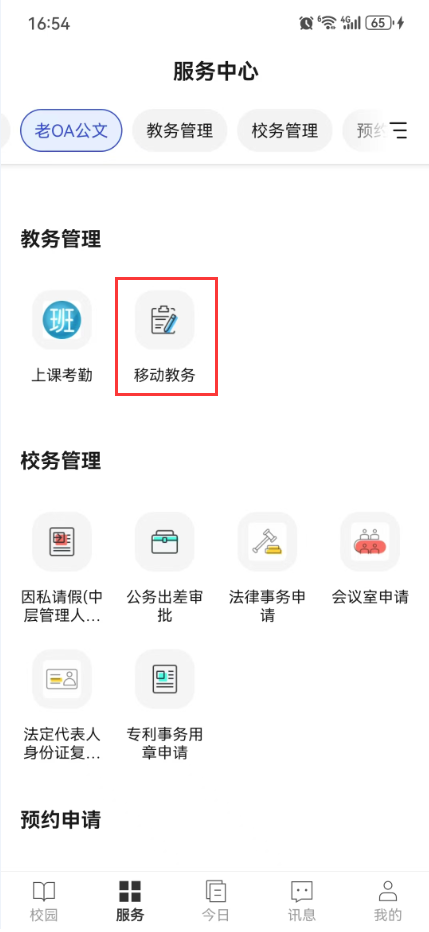 16:54
6 4G 65
服务中心
老OA公文 教务管理 校务管理 预约
教务管理
班
上课考勤 移动教务
校务管理
因私请假(中 公务出差审 法律事务申 会议室申请
层管理人... 批 请
法定代表人 专利事务用
身份证复... 章申请
预约申请
校园 服务 今日 讯息 我的